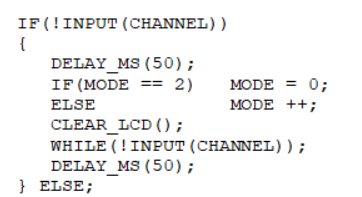 IF(!INPUT(CHANNEL))
{
DELAY_MS(50);
IF(MODE == 2) MODE = 0;
ELSE MODE ++;
CLEAR_LCD();
WHILE(!INPUT(CHANNEL));
DELAY_MS(50);
} ELSE;